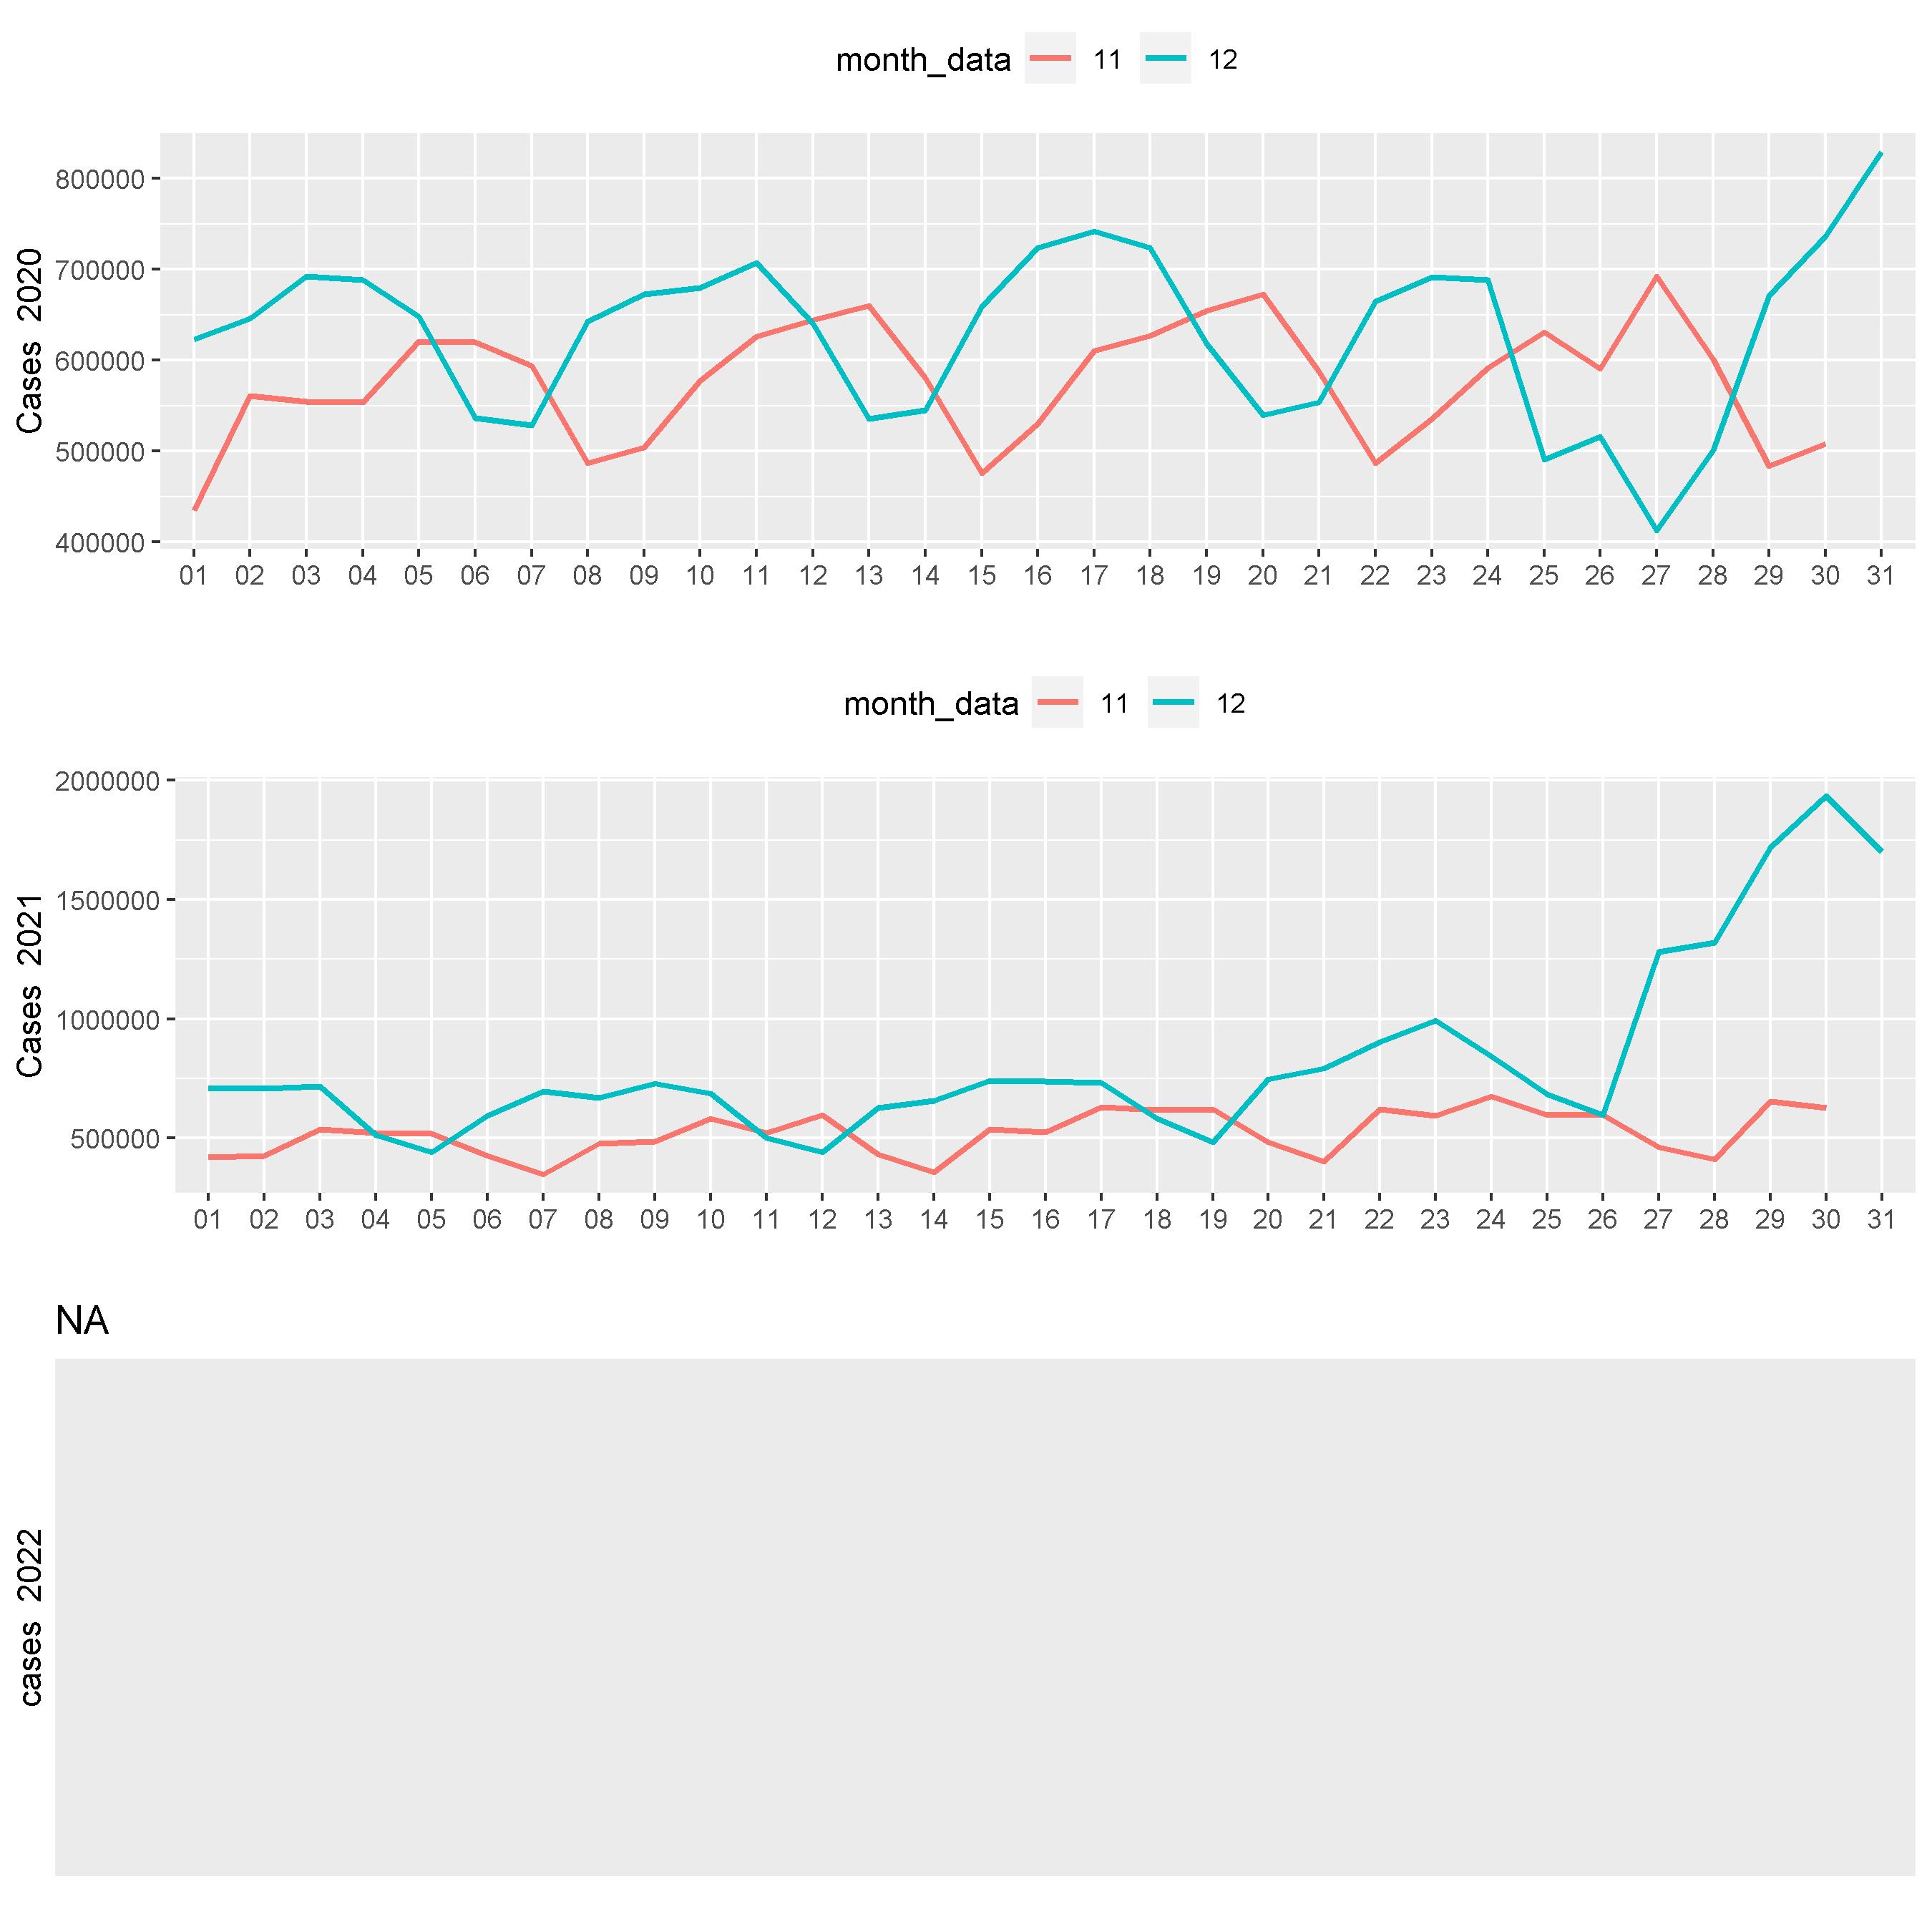 month_data 11 12
Cases 2020
800000
700000
600000
500000
400000
01 02 03 04 05 06 07 08 09 10 11 12 13 14 15 16 17 18 19 20 21 22 23 24 25 26 27 28 29 30 31
month_data 11 12
Cases 2021
2000000
1500000
1000000
500000
01 02 03 04 05 06 07 08 09 10 11 12 13 14 15 16 17 18 19 20 21 22 23 24 25 26 27 28 29 30 31
NA
cases 2022